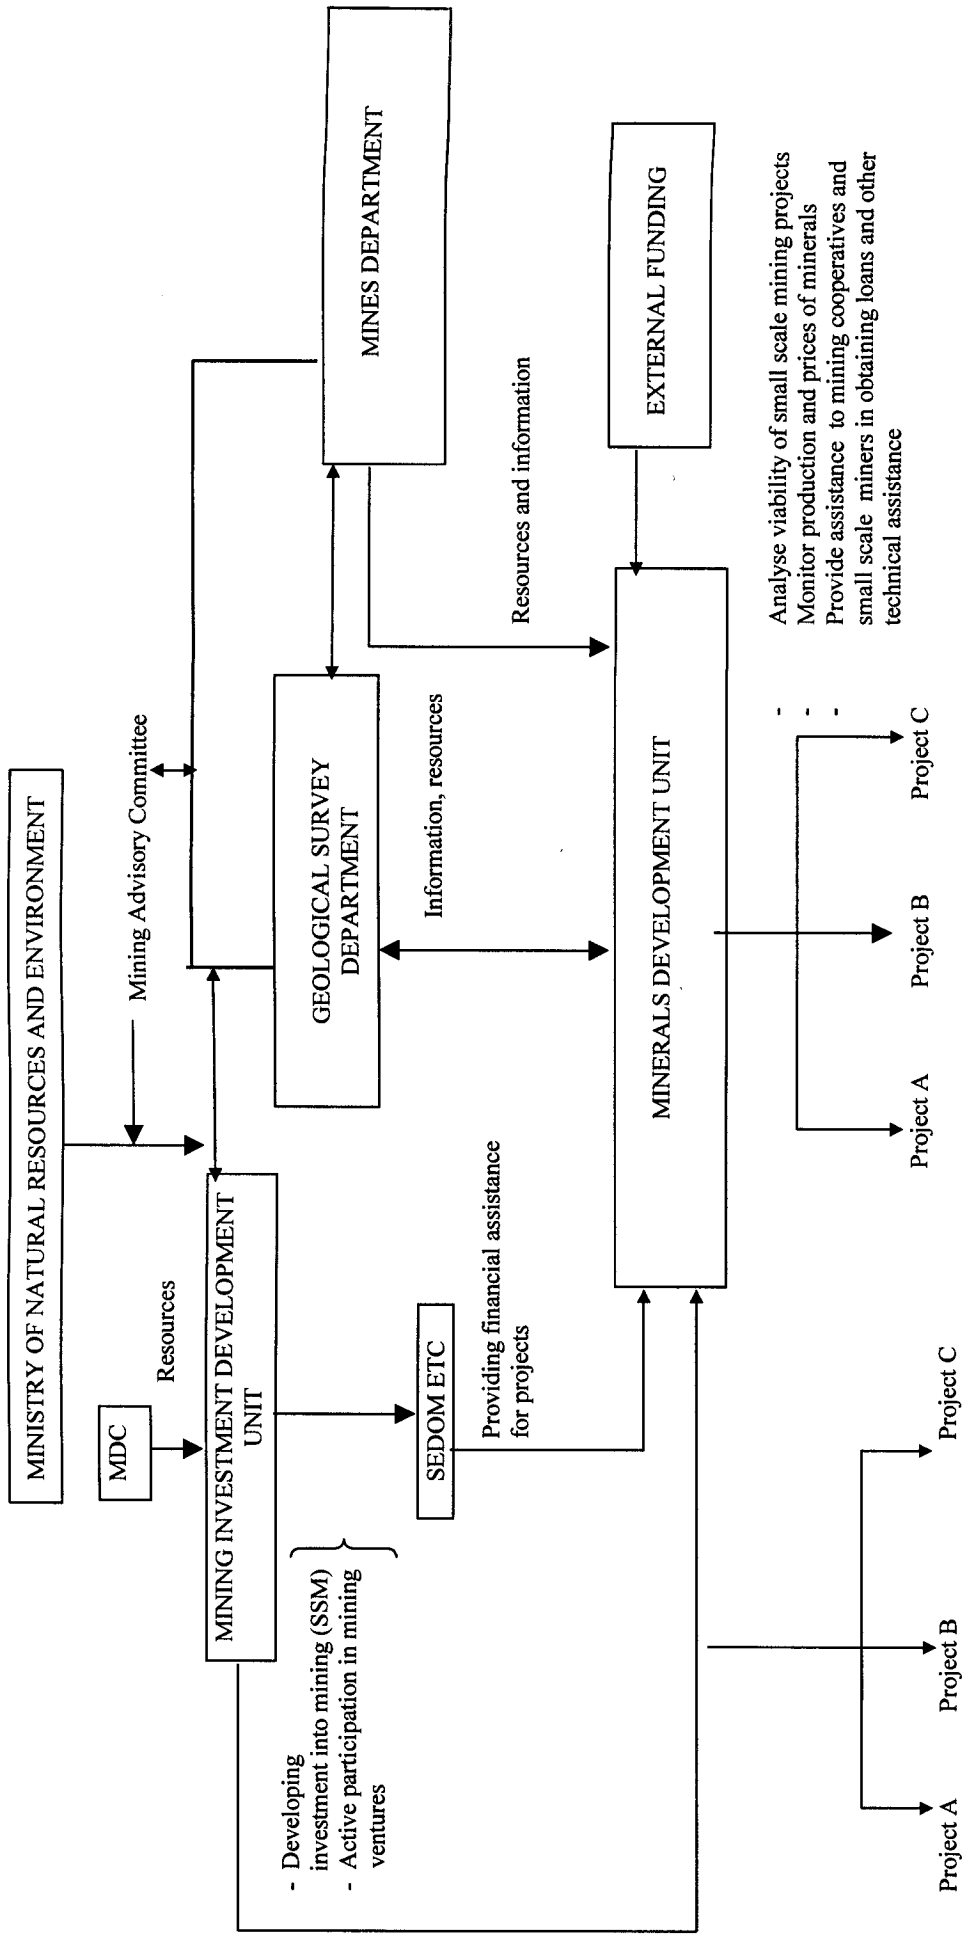 MINISTRY OF NATURAL RESOURCES AND ENVIRONMENT
Mining Advisory Committee
MDC
Resources
MINING INVESTMENT DEVELOPMENT
UNIT
GEOLOGICAL SURVEY
DEPARTMENT
MINES DEPARTMENT
- Developing
investment into mining (SSM)
- Active participation in mining
ventures
SEDOM ETC
Providing financial assistance
for projects
Information, resources
Resources and information
MINERALS DEVELOPMENT UNIT
EXTERNAL FUNDING
- Analyse viability of small scale mining projects
- Monitor production and prices of minerals
- Provide assistance to mining cooperatives and
small scale miners in obtaining loans and other
technical assistance
Project A
Project B
Project C
Project A
Project B
Project C